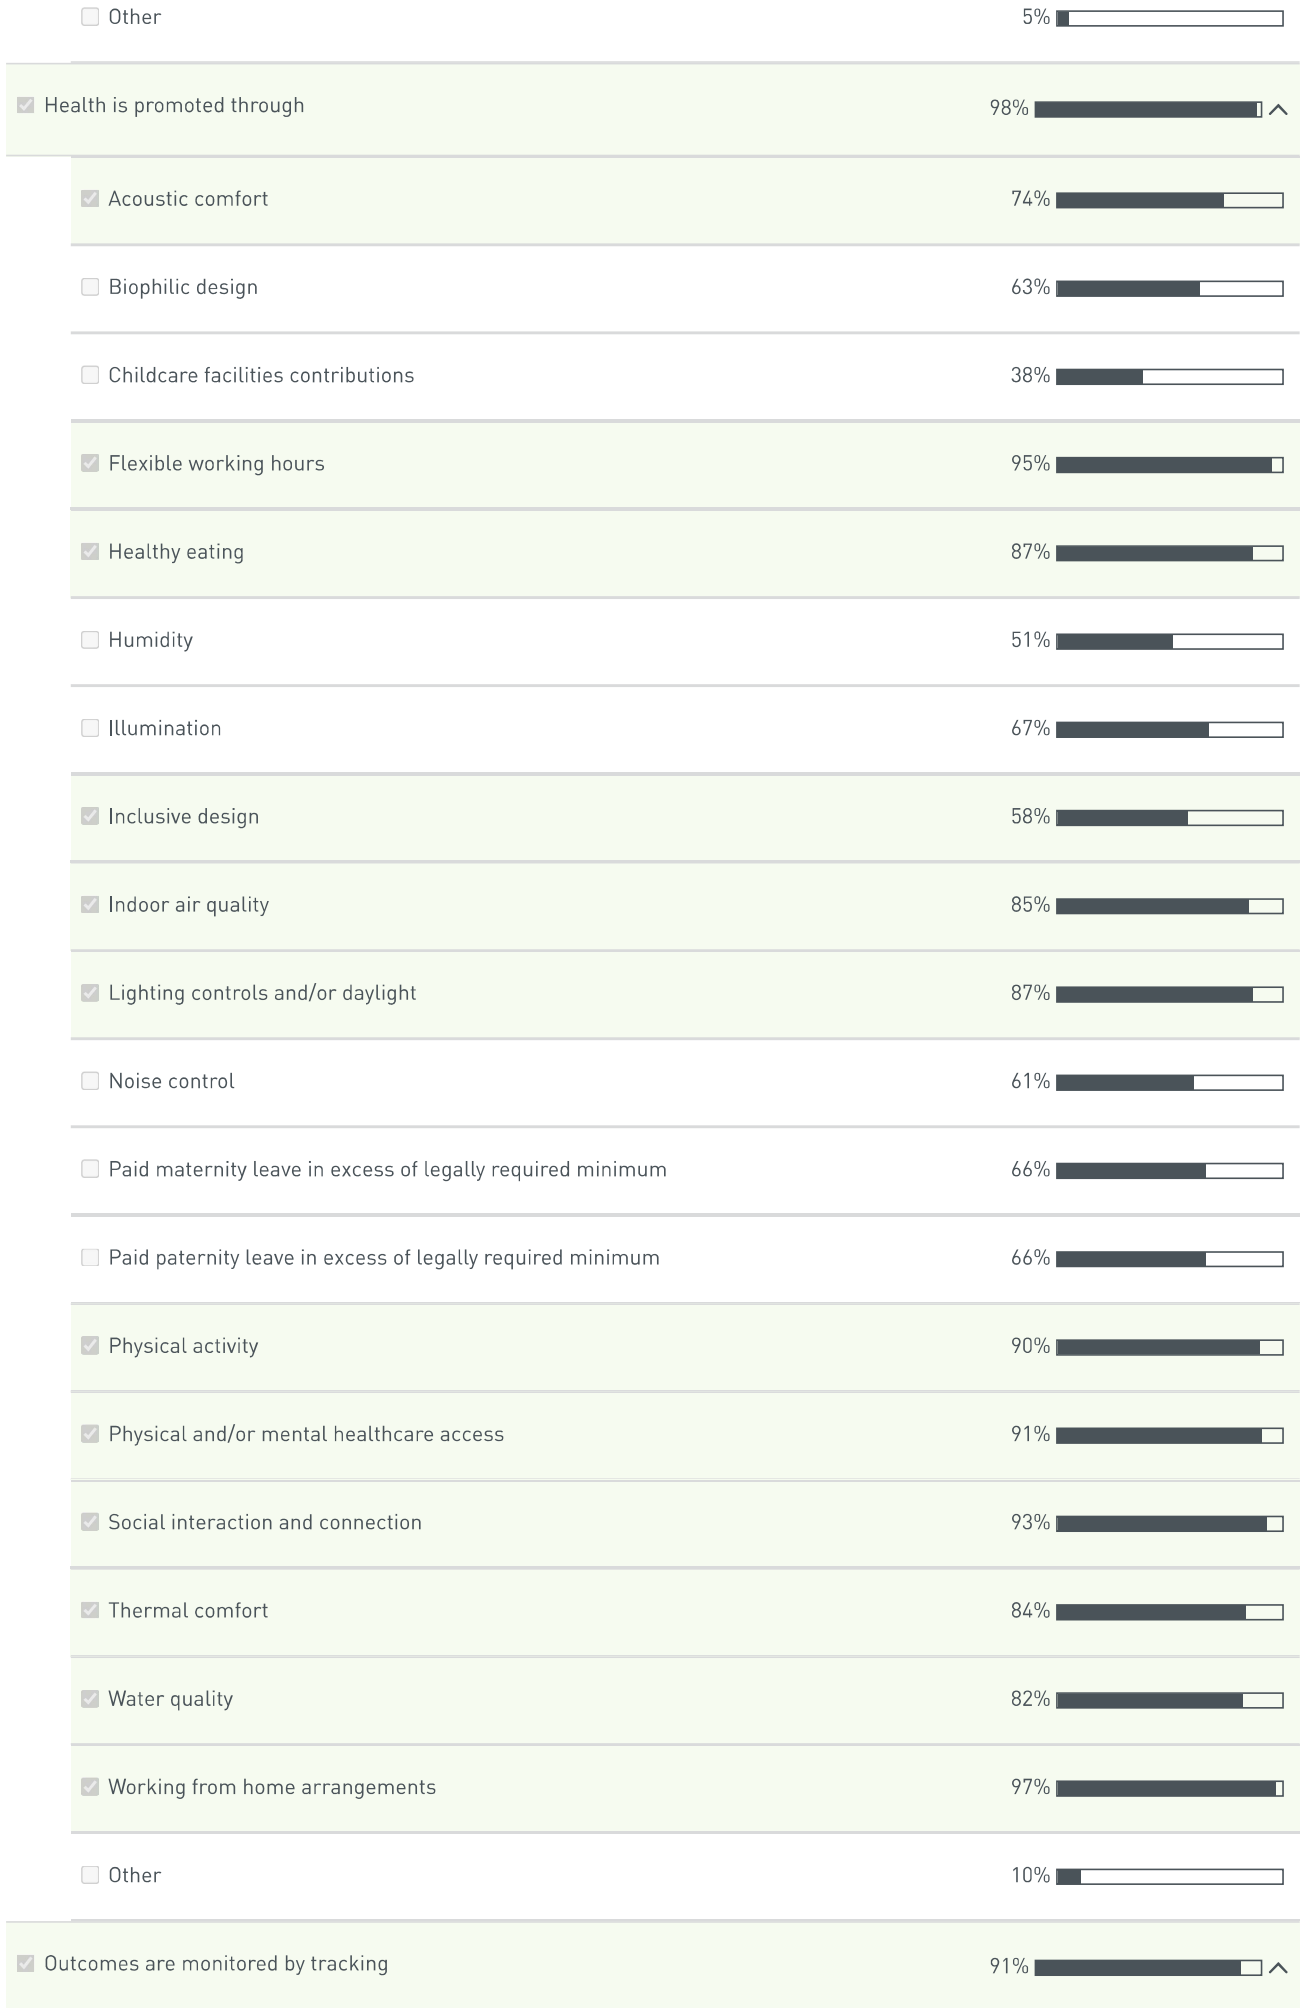 Other 5%
Health is promoted through 98%
Acoustic comfort 74%
Biophilic design 63%
Childcare facilities contributions 38%
Flexible working hours 95%
Healthy eating 87%
Humidity 51%
Illumination 67%
Inclusive design 58%
Indoor air quality 85%
Lighting controls and/or daylight 87%
Noise control 61%
Paid maternity leave in excess of legally required minimum 66%
Paid paternity leave in excess of legally required minimum 66%
Physical activity 90%
Physical and/or mental healthcare access 91%
Social interaction and connection 93%
Thermal comfort 84%
Water quality 82%
Working from home arrangements 97%
Other 10%
Outcomes are monitored by tracking 91%